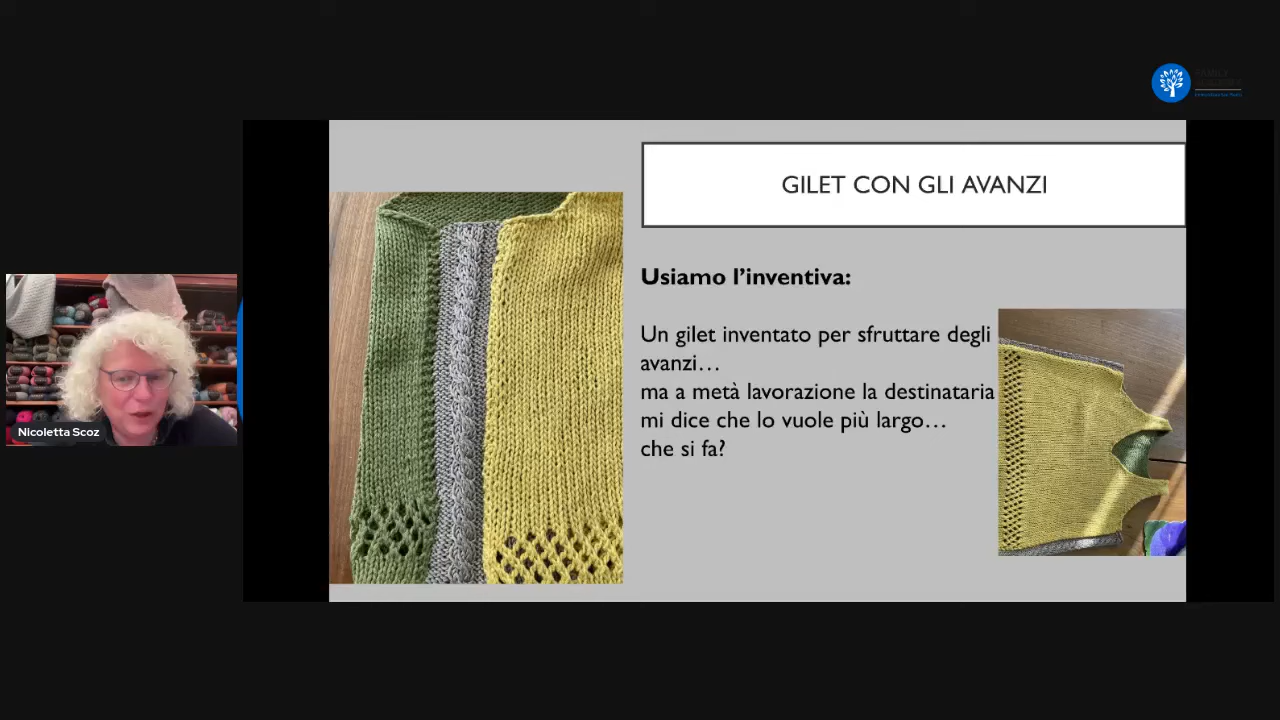 GILET CON GLI AVANZI
Usiamo l’inventiva:
Un gilet inventato per sfruttare degli
avanzi…
ma a metà lavorazione la destinataria
mi dice che lo vuole più largo…
che si fa?
Nicoletta Scoz